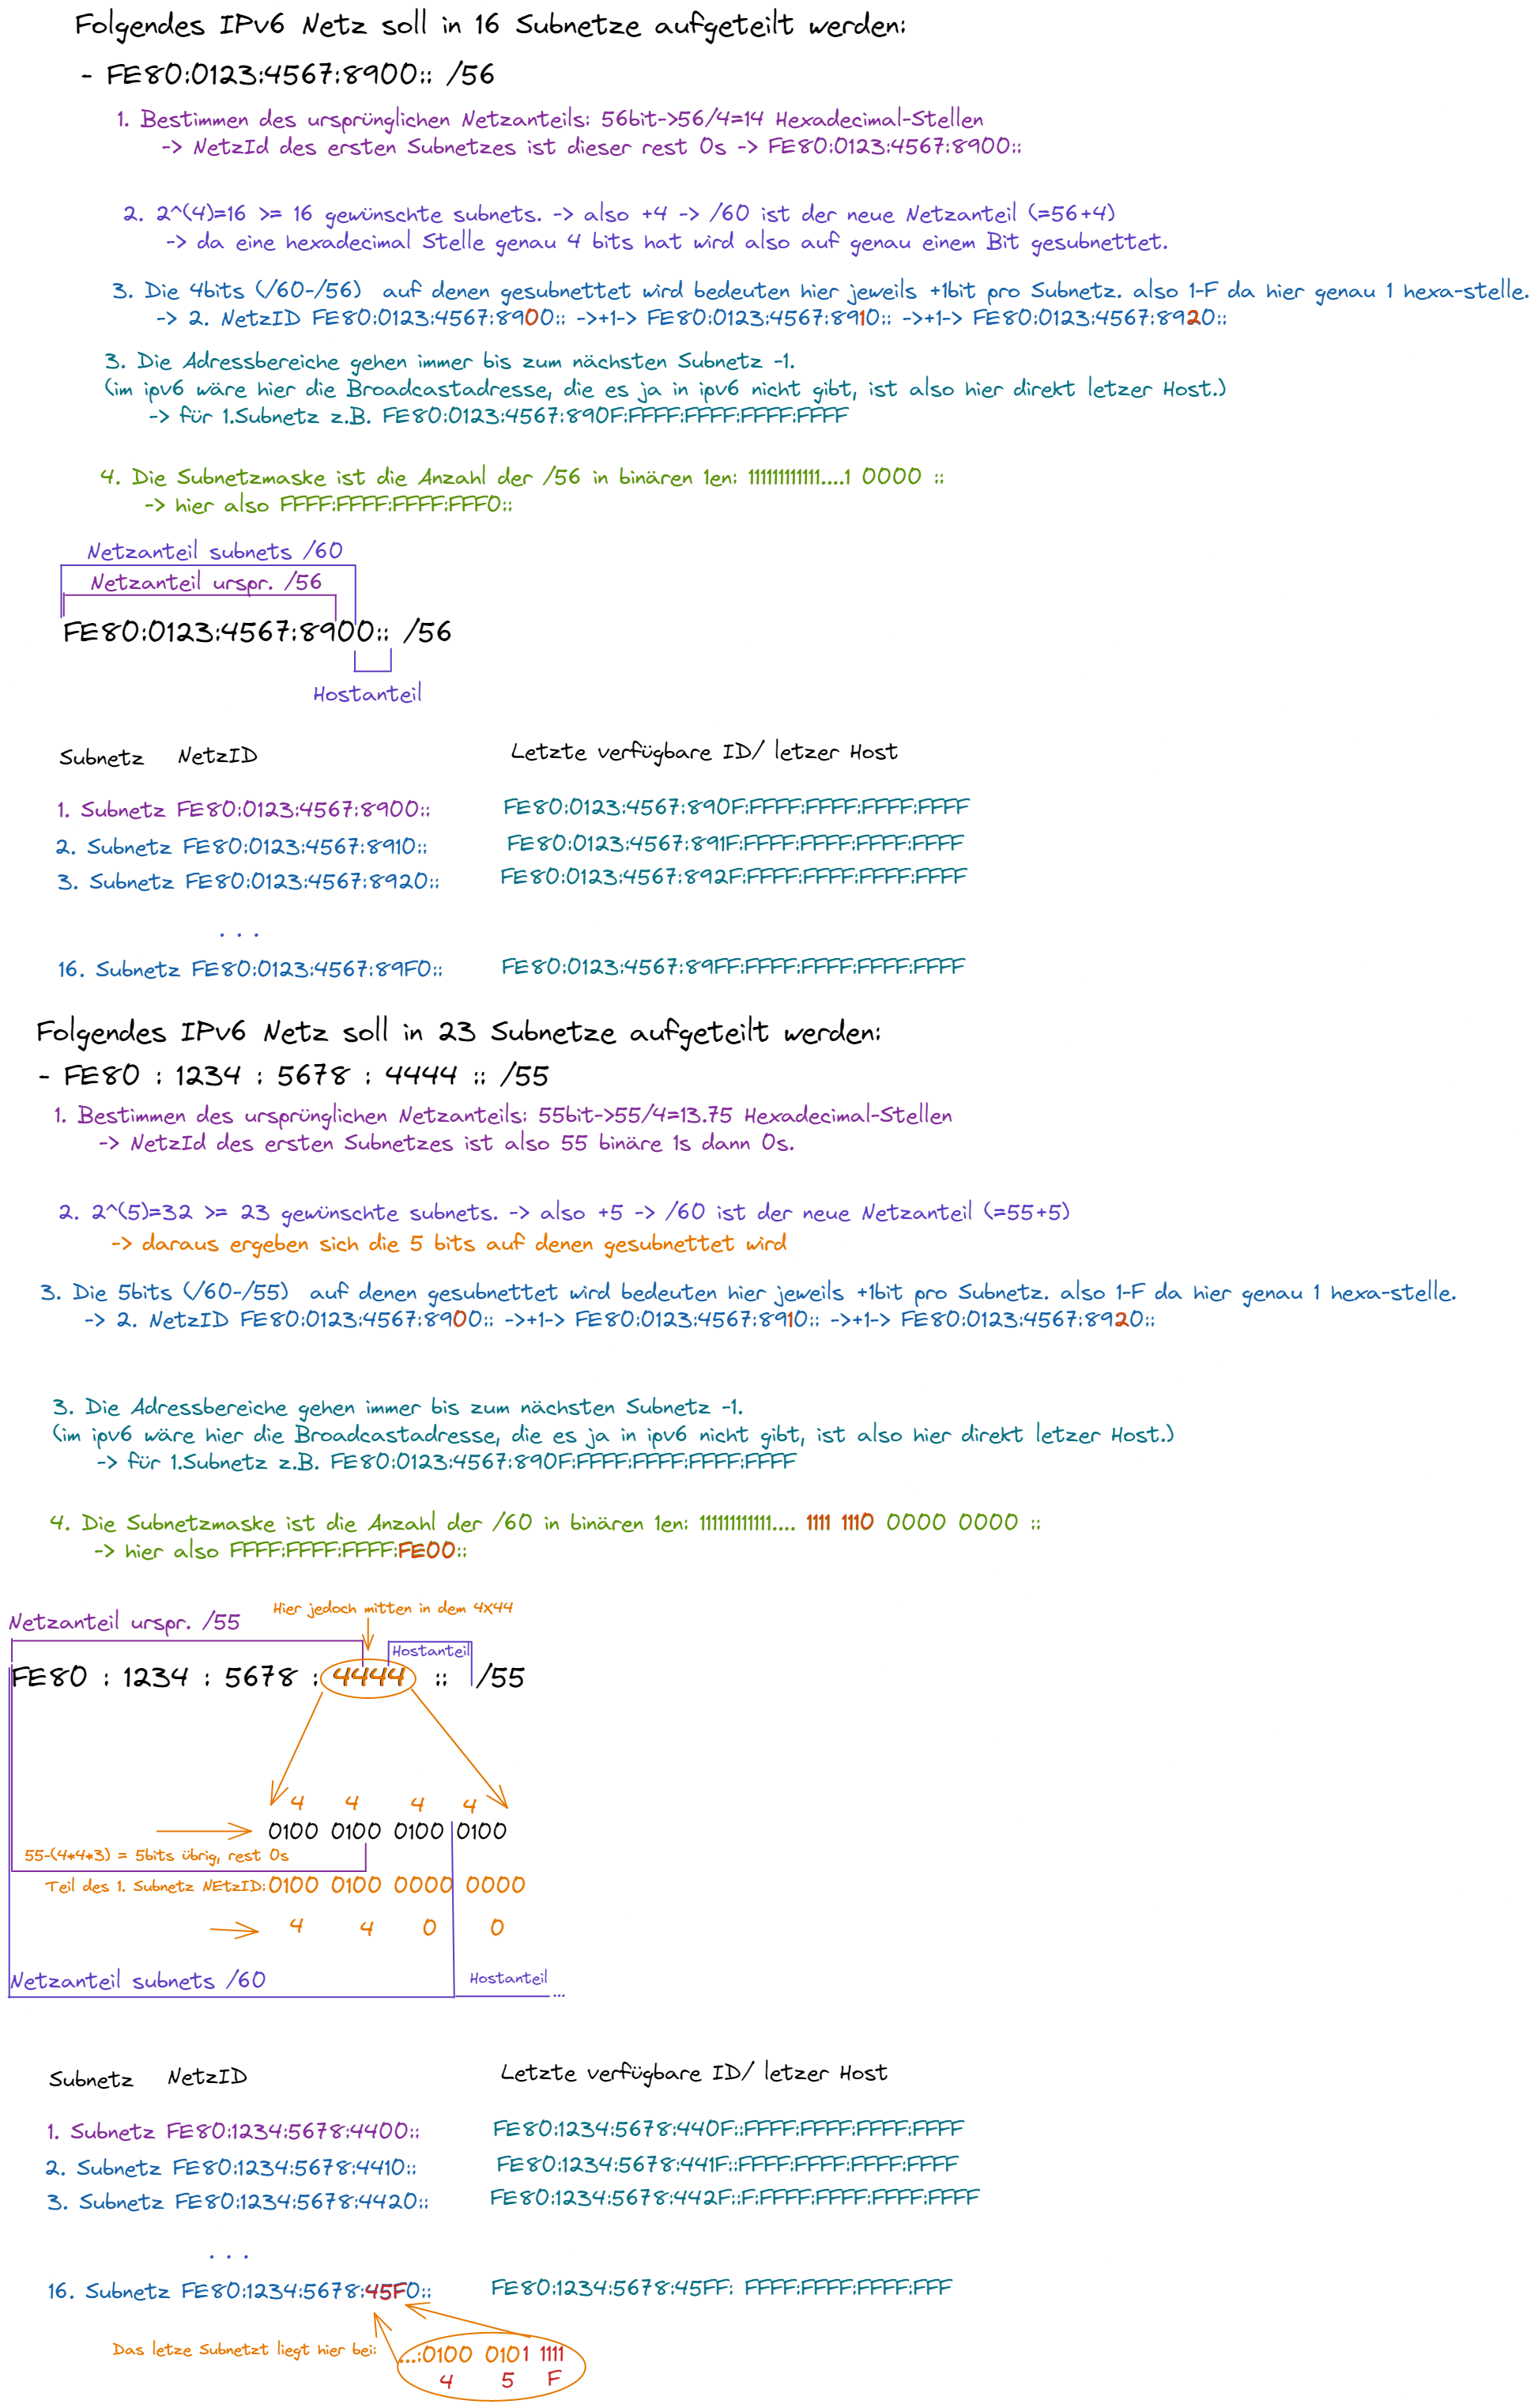 Folgendes IPv6 Netz soll in 16 Subnetze aufgeteilt werden:
- FE80:0123:4567:8900:: /56
1. Bestimmen des ursprünglichen Netzanteils: 56bit->56/4=14 Hexadecimal-Stellen
-> NetzId des ersten Subnetzes ist dieser rest 0s -> FE80:0123:4567:8900::
2. 2^(4)=16 >= 16 gewünschte subnets. -> also +4 -> /60 ist der neue Netzanteil (=56+4)
-> da eine hexadecimal Stelle genau 4 bits hat wird also auf genau einem Bit gesubnettet.
3. Die 4bits (/60-/56) auf denen gesubnettet wird bedeuten hier jeweils +1bit pro Subnetz. also 1-F da hier genau 1 hexa-stelle.
-> 2. NetzID FE80:0123:4567:8900:: ->+1-> FE80:0123:4567:8910:: ->+1-> FE80:0123:4567:8920::
3. Die Adressbereiche gehen immer bis zum nächsten Subnetz -1.
(im ipv6 wäre hier die Broadcastadresse, die es ja in ipv6 nicht gibt, ist also hier direkt letzer Host.)
-> für 1.Subnetz z.B. FE80:0123:4567:890F:FFFF:FFFF:FFFF:FFFF
4. Die Subnetzmaske ist die Anzahl der /56 in binären 1en: 111111111111....1 0000 ::
-> hier also FFFF:FFFF:FFFF:FFF0::
Netzanteil subnets /60
Netzanteil urspr. /56
FE80:0123:4567:8900:: /56
Hostanteil
Subnetz NetzID Letzte verfügbare ID/ letzer Host
1. Subnetz FE80:0123:4567:8900:: FE80:0123:4567:890F:FFFF:FFFF:FFFF:FFFF
2. Subnetz FE80:0123:4567:8910:: FE80:0123:4567:891F:FFFF:FFFF:FFFF:FFFF
3. Subnetz FE80:0123:4567:8920:: FE80:0123:4567:892F:FFFF:FFFF:FFFF:FFFF
. . .
16. Subnetz FE80:0123:4567:89F0:: FE80:0123:4567:89FF:FFFF:FFFF:FFFF:FFFF
Folgendes IPv6 Netz soll in 23 Subnetze aufgeteilt werden:
- FE80 : 1234 : 5678 : 4444 :: /55
1. Bestimmen des ursprünglichen Netzanteils: 55bit->55/4=13.75 Hexadecimal-Stellen
-> NetzId des ersten Subnetzes ist also 55 binäre 1s dann 0s.
2. 2^(5)=32 >= 23 gewünschte subnets. -> also +5 -> /60 ist der neue Netzanteil (=55+5)
-> daraus ergeben sich die 5 bits auf denen gesubnettet wird
3. Die 5bits (/60-/55) auf denen gesubnettet wird bedeuten hier jeweils +1bit pro Subnetz. also 1-F da hier genau 1 hexa-stelle.
-> 2. NetzID FE80:0123:4567:8900:: ->+1-> FE80:0123:4567:8910:: ->+1-> FE80:0123:4567:8920::
3. Die Adressbereiche gehen immer bis zum nächsten Subnetz -1.
(im ipv6 wäre hier die Broadcastadresse, die es ja in ipv6 nicht gibt, ist also hier direkt letzer Host.)
-> für 1.Subnetz z.B. FE80:0123:4567:890F:FFFF:FFFF:FFFF:FFFF
4. Die Subnetzmaske ist die Anzahl der /60 in binären 1en: 111111111111.... 1111 1110 0000 0000 ::
-> hier also FFFF:FFFF:FFFF:FE00::
Hier jedoch mitten in dem 4x44
Netzanteil urspr. /55
Hostanteil
FE80 : 1234 : 5678 : 4444 :: /55
4 4 4 4
0100 0100 0100 0100
55-(4*4*3) = 5bits übrig, rest 0s
Teil des 1. Subnetz NEtzID: 0100 0100 0000 0000
4 4 0 0
Netzanteil subnets /60
Hostanteil
...
Subnetz NetzID Letzte verfügbare ID/ letzer Host
1. Subnetz FE80:1234:5678:4400:: FE80:1234:5678:440F::FFFF:FFFF:FFFF:FFFF
2. Subnetz FE80:1234:5678:4410:: FE80:1234:5678:441F::FFFF:FFFF:FFFF:FFFF
3. Subnetz FE80:1234:5678:4420:: FE80:1234:5678:442F::F:FFFF:FFFF:FFFF:FFFF
. . .
16. Subnetz FE80:1234:5678:45F0:: FE80:1234:5678:45FF: FFFF:FFFF:FFFF:FFF
Das letze Subnetzt liegt hier bei: ...:0100 0101 1111
4 5 F